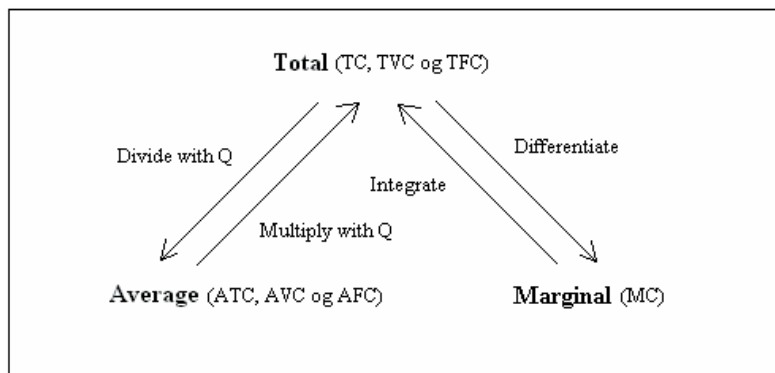 Total (TC, TVC og TFC)
Divide with Q
Differentiate
Integrate
Multiply with Q
Average (ATC, AVC og AFC)
Marginal (MC)